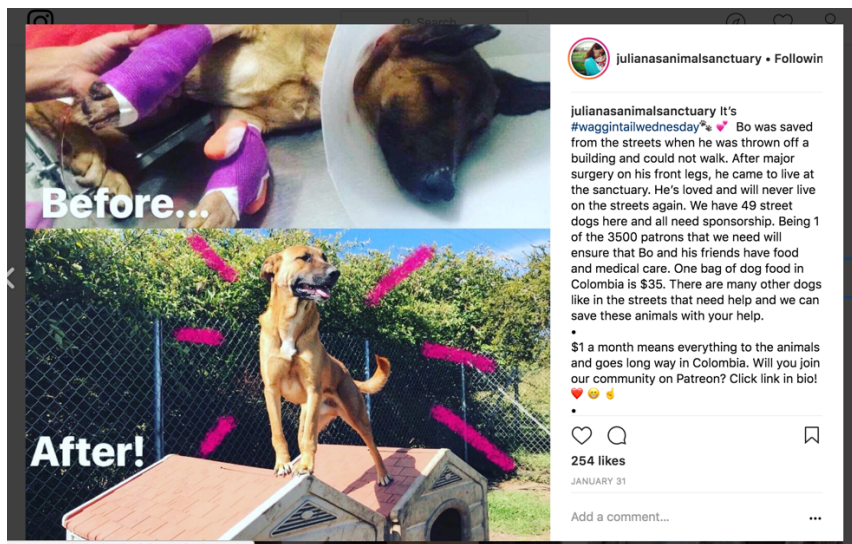 Search
Before...
After!
julianasanimalsanctuary • Followin
julianasanimalsanctuary It's
#waggintailwednesday🐾 💕 Bo was saved
from the streets when he was thrown off a
building and could not walk. After major
surgery on his front legs, he came to live at
the sanctuary. He's loved and will never live
on the streets again. We have 49 street
dogs here and all need sponsorship. Being 1
of the 3500 patrons that we need will
ensure that Bo and his friends have food
and medical care. One bag of dog food in
Colombia is $35. There are many other dogs
like in the streets that need help and we can
save these animals with your help.
•
$1 a month means everything to the animals
and goes long way in Colombia. Will you join
our community on Patreon? Click link in bio!
❤️ 😁 ☝️
•
254 likes
JANUARY 31
Add a comment...